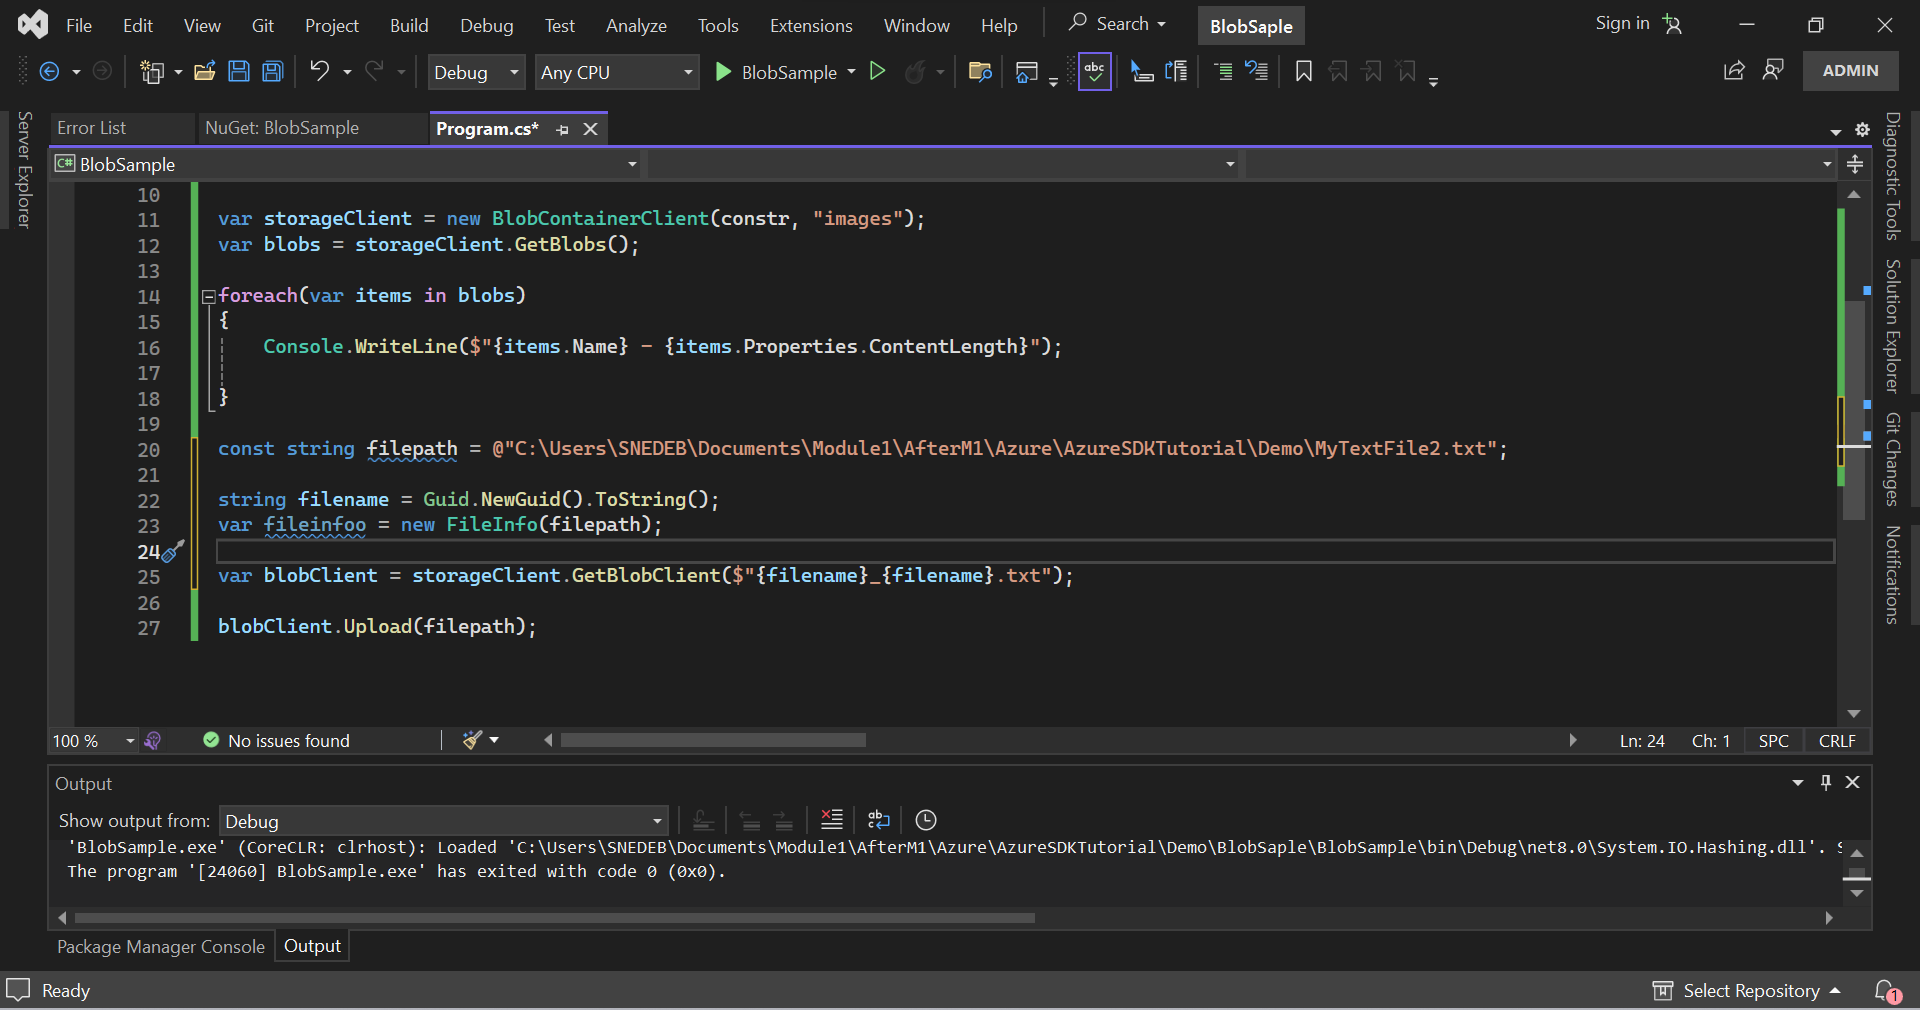 File Edit View Git Project Build Debug Test Analyze Tools Extensions Window Help Search BlobSaple Sign in
Debug Any CPU BlobSample abc ADMIN
Server Explorer
Error List NuGet: BlobSample Program.cs*
C# BlobSample
10
11 var storageClient = new BlobContainerClient(constr, "images");
12 var blobs = storageClient.GetBlobs();
13
14 foreach(var items in blobs)
15 {
16 Console.WriteLine($"{items.Name} - {items.Properties.ContentLength}");
17
18 }
19
20 const string filepath = @"C:\Users\SNEDEB\Documents\Module1\AfterM1\Azure\AzureSDKTutorial\Demo\MyTextFile2.txt";
21
22 string filename = Guid.NewGuid().ToString();
23 var fileinfoo = new FileInfo(filepath);
24
25 var blobClient = storageClient.GetBlobClient($"{filename}_{filename}.txt");
26
27 blobClient.Upload(filepath);
Diagnostic Tools
Solution Explorer
Git Changes
Notifications
100 % No issues found Ln: 24 Ch: 1 SPC CRLF
Output
Show output from: Debug
'BlobSample.exe' (CoreCLR: clrhost): Loaded 'C:\Users\SNEDEB\Documents\Module1\AfterM1\Azure\AzureSDKTutorial\Demo\BlobSaple\BlobSample\bin\Debug\net8.0\System.IO.Hashing.dll'. S
The program '[24060] BlobSample.exe' has exited with code 0 (0x0).
Package Manager Console Output
Ready Select Repository 1